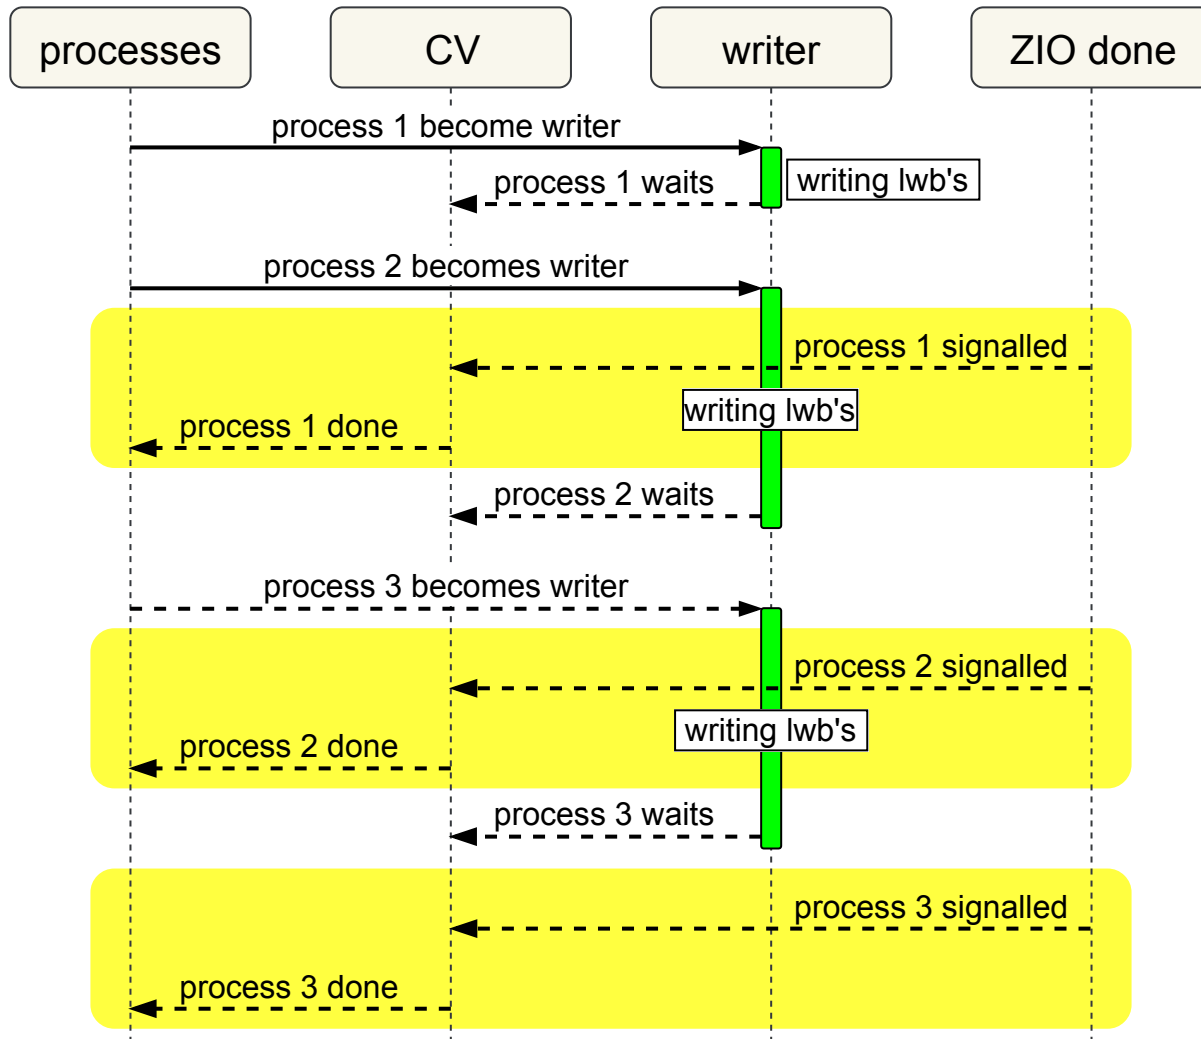 processes
CV
writer
ZIO done
process 1 become writer
process 1 waits
writing lwb's
process 2 becomes writer
process 1 signalled
writing lwb's
process 1 done
process 2 waits
process 3 becomes writer
process 2 signalled
writing lwb's
process 2 done
process 3 waits
process 3 signalled
process 3 done